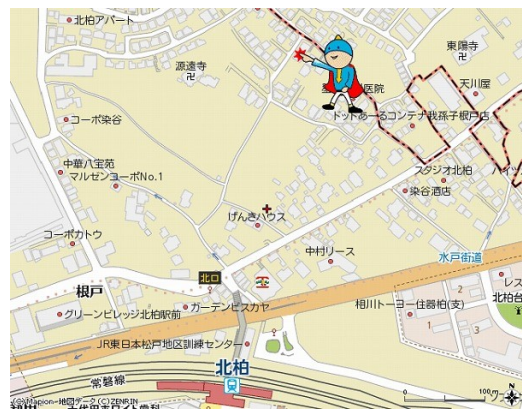 北柏アパート
源遠寺
東陽寺
医院
天川屋
ドットあーるコンテナ我孫子根戸店
コーポ染谷
中華八宝苑
マルゼンコーポNo.1
スタジオ北柏
染谷酒店
げんきハウス
コーポカトウ
中村リース
水戸街道
北口
根戸
ガーデンビスカヤ
グリーンビレッジ北柏駅前
相川トーヨー住器柏(支)
北柏台
JR東日本松戸地区訓練センター
1
2
3
北柏
常磐線
100m
(C)Mapion・地図データ(C)ZENRIN